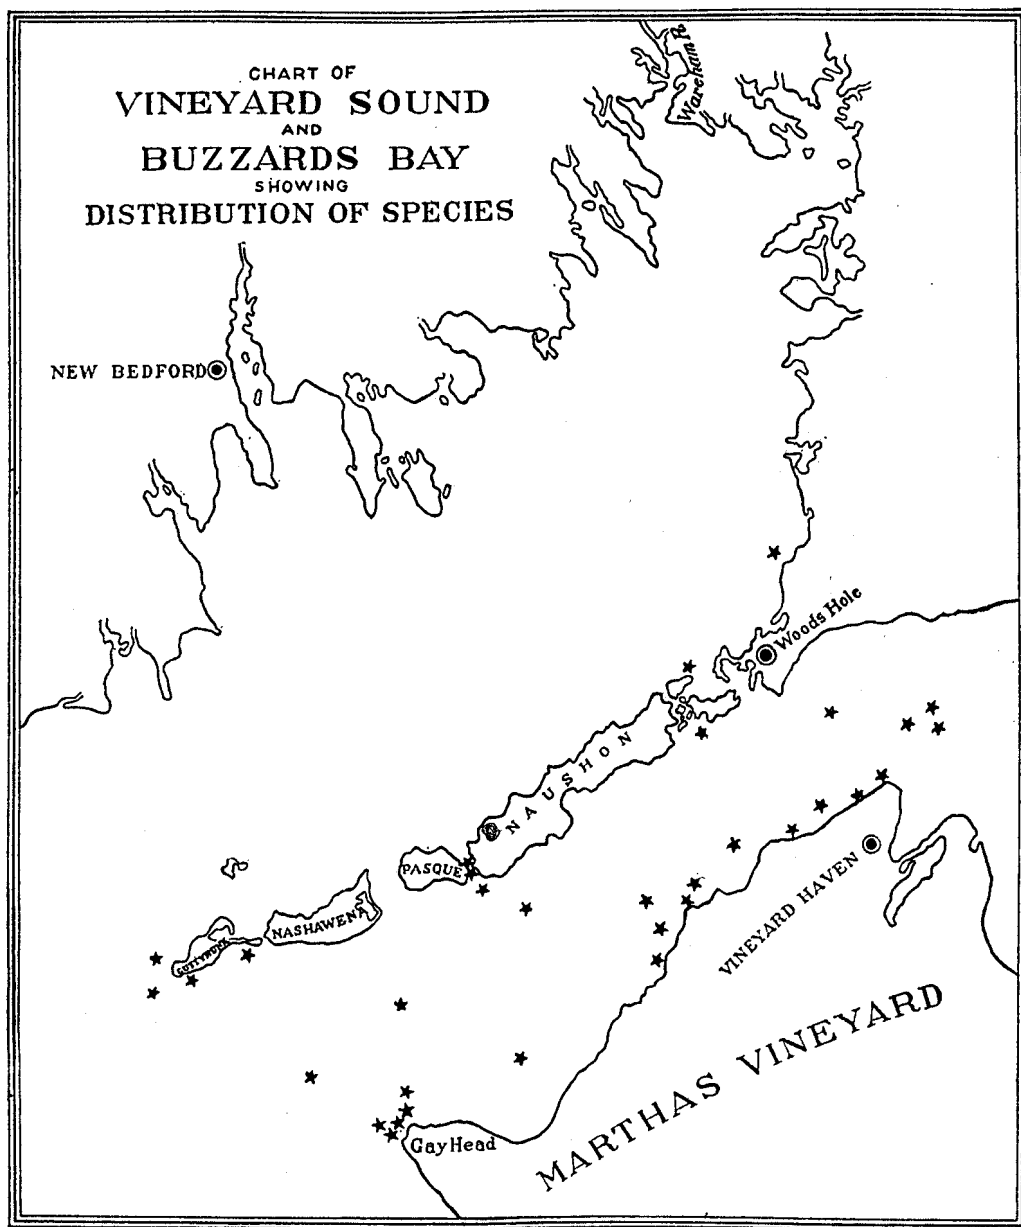 CHART OF
VINEYARD SOUND
AND
BUZZARDS BAY
SHOWING
DISTRIBUTION OF SPECIES
Wareham R.
NEW BEDFORD
Woods Hole
NAUSHON
PASQUE
NASHAWENA
CUTTYHUNK
VINEYARD HAVEN
MARTHAS VINEYARD
Gay Head